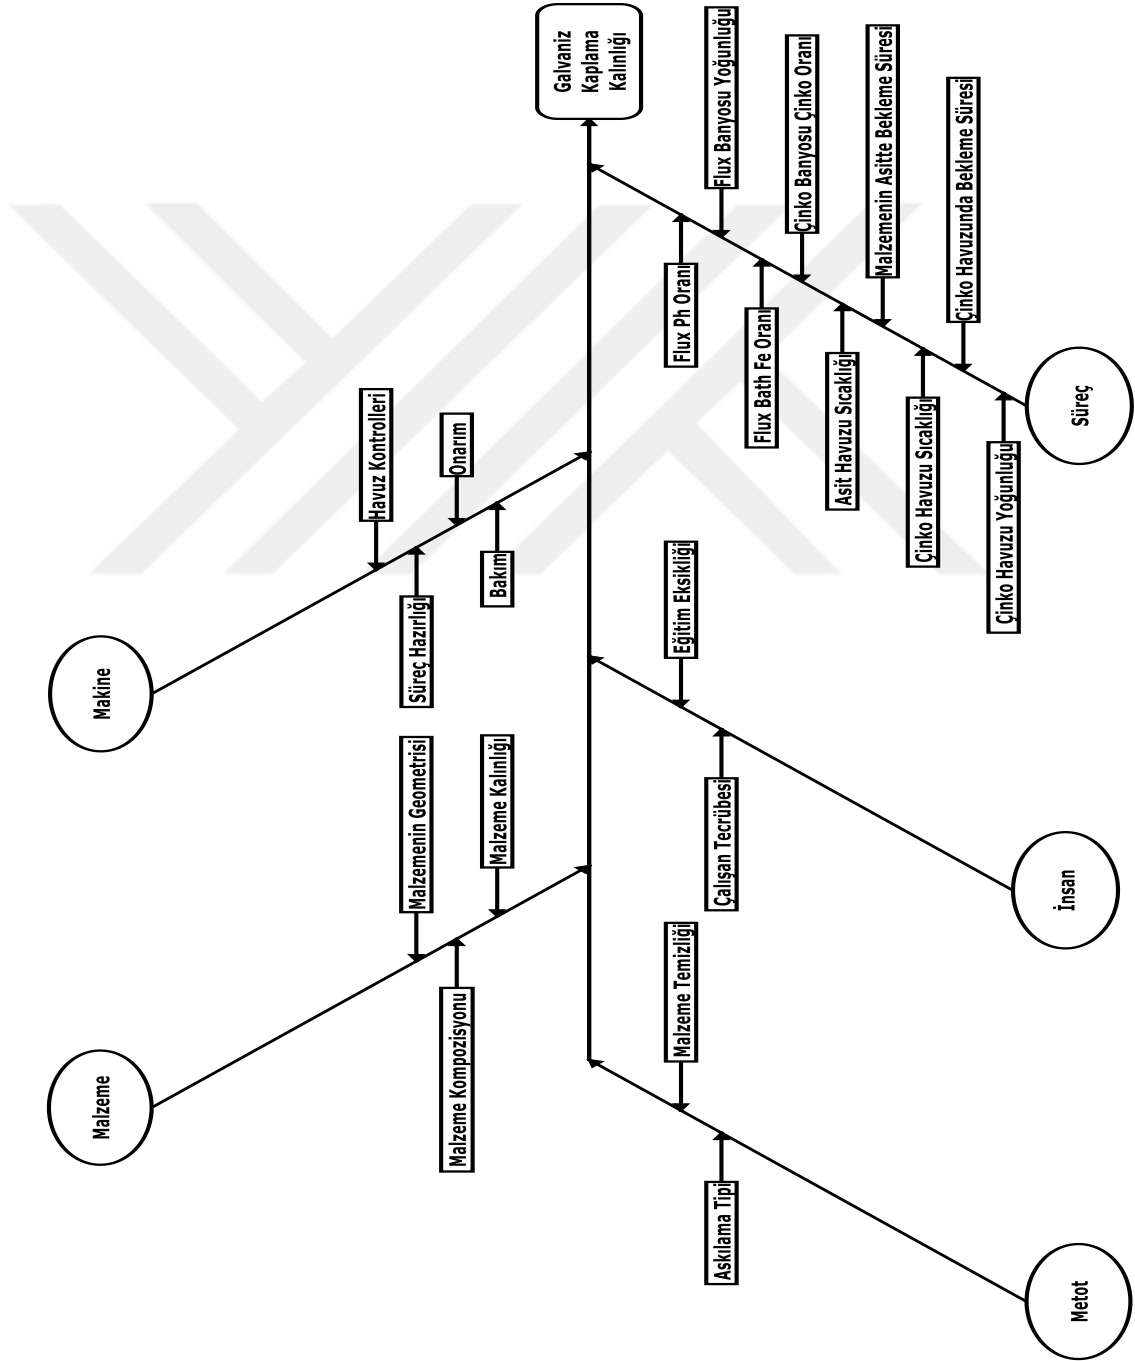 Malzeme
Malzemenin Geometrisi
Malzeme Kompozisyonu
Malzeme Kalınlığı
Makine
Havuz Kontrolleri
Süreç Hazırlığı
Onarım
Bakım
Galvaniz
Kaplama
Kalınlığı
Metot
Askılama Tipi
Malzeme Temizliği
İnsan
Çalışan Tecrübesi
Eğitim Eksikliği
Süreç
Flux Ph Oranı
Flux Banyosu Yoğunluğu
Flux Bath Fe Oranı
Çinko Banyosu Çinko Oranı
Asit Havuzu Sıcaklığı
Malzemenin Asitte Bekleme Süresi
Çinko Havuzu Sıcaklığı
Çinko Havuzunda Bekleme Süresi
Çinko Havuzu Yoğunluğu